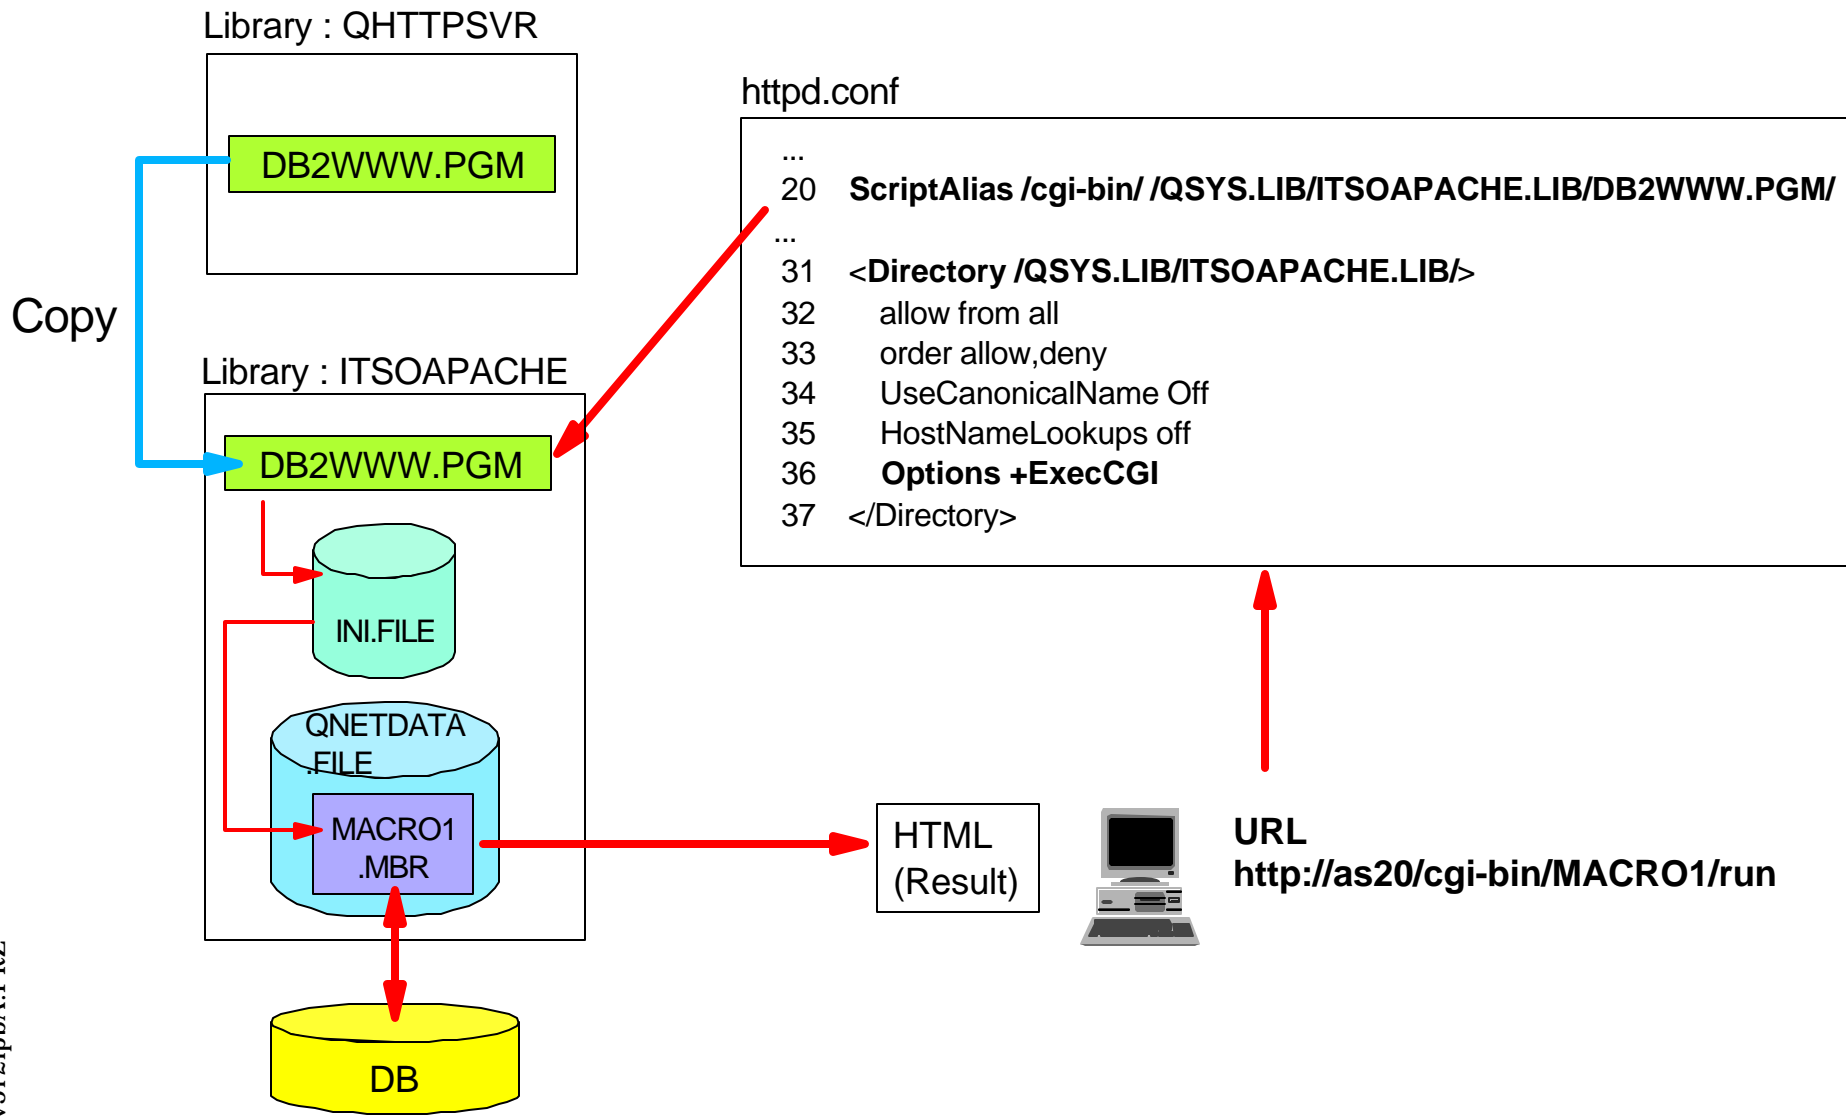 Library : QHTTPSVR
DB2WWW.PGM
Copy
Library : ITSOAPACHE
DB2WWW.PGM
INI.FILE
QNETDATA
.FILE
MACRO1
.MBR
DB
httpd.conf
...
20 ScriptAlias /cgi-bin/ /QSYS.LIB/ITSOAPACHE.LIB/DB2WWW.PGM/
...
31 <Directory /QSYS.LIB/ITSOAPACHE.LIB/>
32 allow from all
33 order allow,deny
34 UseCanonicalName Off
35 HostNameLookups off
36 Options +ExecCGI
37 </Directory>
HTML
(Result)
URL
http://as20/cgi-bin/MACRO1/run